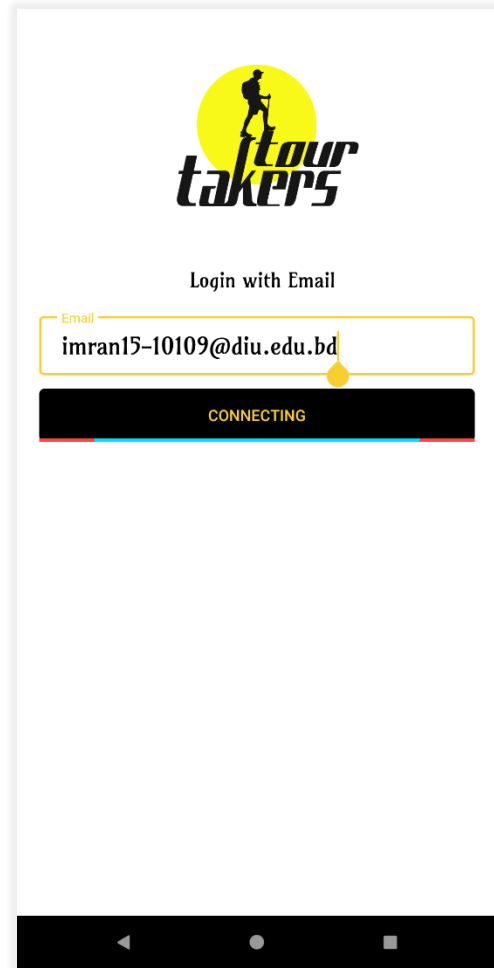 tour
takers
Login with Email
Email
imran15-10109@diu.edu.bd
CONNECTING